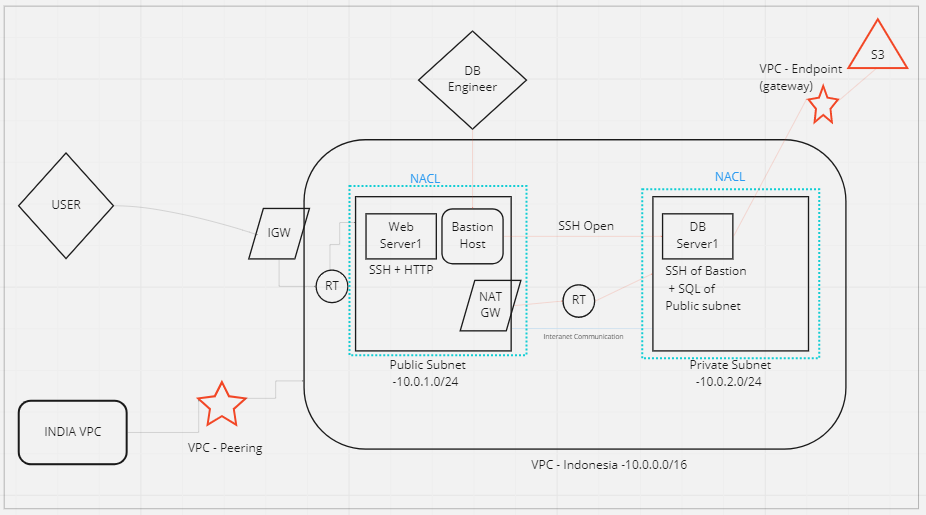 S3
VPC - Endpoint
(gateway)
DB
Engineer
NACL
NACL
USER
IGW
Web
Server1
SSH + HTTP
Bastion
Host
SSH Open
DB
Server1
SSH of Bastion
+ SQL of
Public subnet
RT
NAT
GW
RT
Interanet Communication
Public Subnet
-10.0.1.0/24
Private Subnet
-10.0.2.0/24
INDIA VPC
VPC - Peering
VPC - Indonesia -10.0.0.0/16